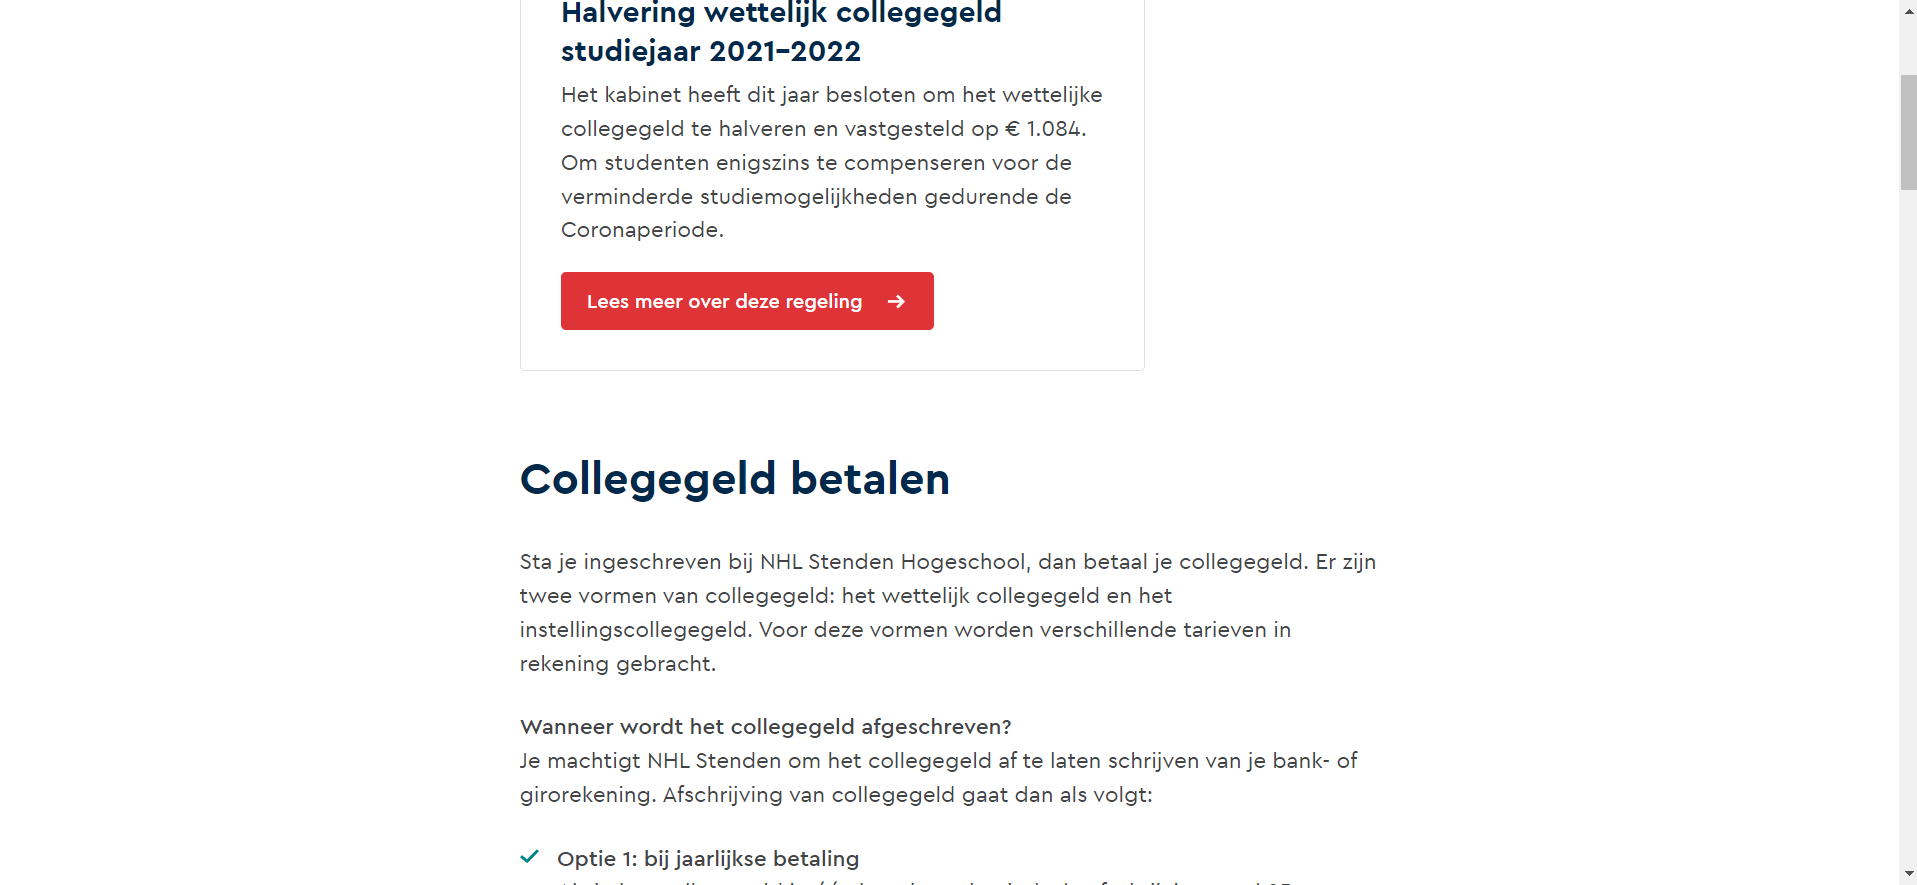 Halvering wettelijk collegegeld
studiejaar 2021-2022
Het kabinet heeft dit jaar besloten om het wettelijke
collegegeld te halveren en vastgesteld op € 1.084.
Om studenten enigszins te compenseren voor de
verminderde studiemogelijkheden gedurende de
Coronaperiode.
Lees meer over deze regeling →
Collegegeld betalen
Sta je ingeschreven bij NHL Stenden Hogeschool, dan betaal je collegegeld. Er zijn
twee vormen van collegegeld: het wettelijk collegegeld en het
instellingscollegegeld. Voor deze vormen worden verschillende tarieven in
rekening gebracht.
Wanneer wordt het collegegeld afgeschreven?
Je machtigt NHL Stenden om het collegegeld af te laten schrijven van je bank- of
girorekening. Afschrijving van collegegeld gaat dan als volgt:
Optie 1: bij jaarlijkse betaling